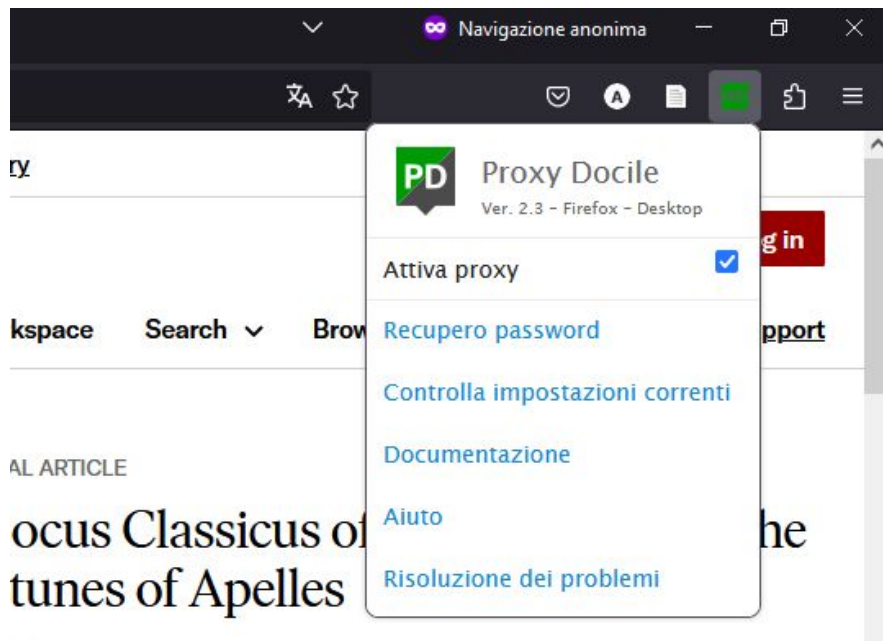 Navigazione anonima
A
ry
PD
Proxy Docile
Ver. 2.3 – Firefox – Desktop
g in
Attiva proxy
kspace Search Brow
pport
Recupero password
Controlla impostazioni correnti
AL ARTICLE
Documentazione
Aiuto
ocus Classicus of
he
tunes of Apelles
Risoluzione dei problemi